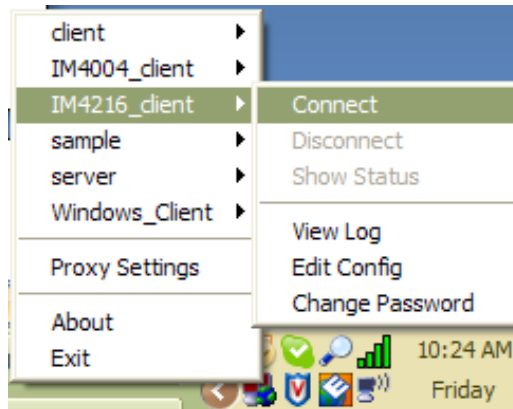 client
IM4004_client
IM4216_client
sample
server
Windows_Client
Proxy Settings
About
Exit
Connect
Disconnect
Show Status
View Log
Edit Config
Change Password
10:24 AM
Friday